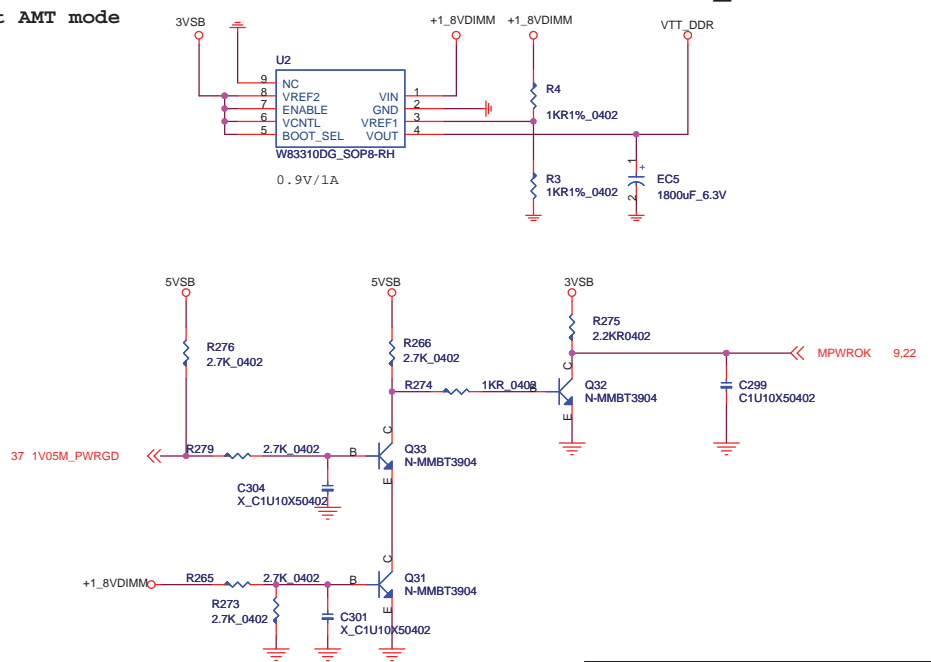 t AMT mode
3VSB
+1_8VDIMM +1_8VDIMM
VTT_DDR
U2
9 NC
8 VREF2
7 ENABLE
6 VCNTL
5 BOOT_SEL
VIN 1
GND 2
VREF1 3
VOUT 4
W83310DG_SOP8-RH
0.9V/1A
R4
1KR1%_0402
R3
1KR1%_0402
1
+
2
EC5
1800uF_6.3V
5VSB
5VSB
3VSB
R276
2.7K_0402
R266
2.7K_0402
R275
2.2KR0402
MPWROK 9,22
R274 1KR_0402 B
C
E
Q32
N-MMBT3904
C299
C1U10X50402
37 1V05M_PWRGD
R279 2.7K_0402 B
C
E
Q33
N-MMBT3904
C304
X_C1U10X50402
+1_8VDIMM
R265 2.7K_0402 B
C
E
Q31
N-MMBT3904
R273
2.7K_0402
C301
X_C1U10X50402